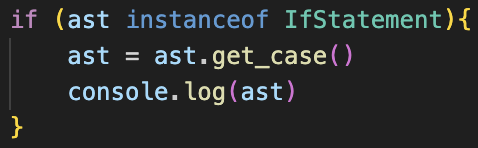 if (ast instanceof IfStatement){
    ast = ast.get_case()
    console.log(ast)
}